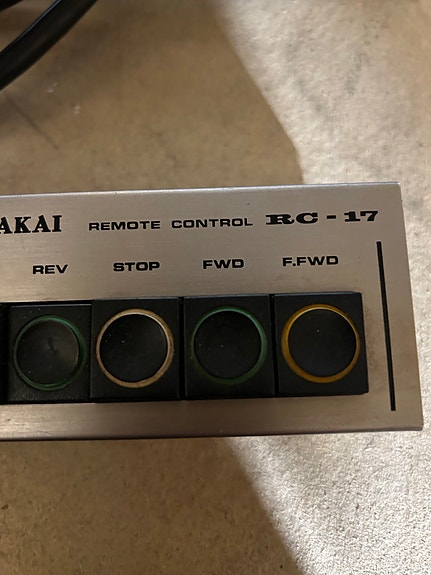 AKAI REMOTE CONTROL RC-17
REV STOP FWD F.FWD